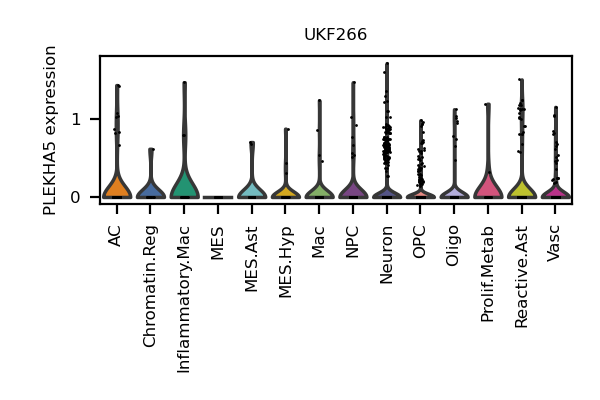 UKF266
PLEKHA5 expression
1
0
AC
Chromatin.Reg
Inflammatory.Mac
MES
MES.Ast
MES.Hyp
Mac
NPC
Neuron
OPC
Oligo
Prolif.Metab
Reactive.Ast
Vasc